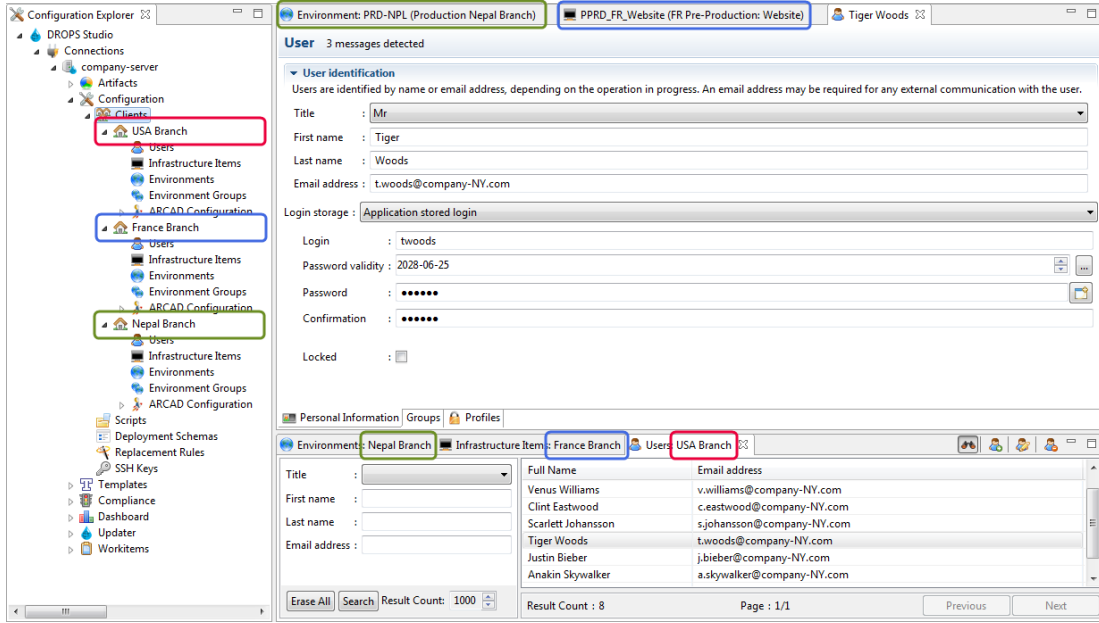 Configuration Explorer
DROPS Studio
Connections
company-server
Artifacts
Configuration
Clients
USA Branch
Users
Infrastructure Items
Environments
Environment Groups
ARCAD Configuration
France Branch
Users
Infrastructure Items
Environments
Environment Groups
ARCAD Configuration
Nepal Branch
Users
Infrastructure Items
Environments
Environment Groups
ARCAD Configuration
Scripts
Deployment Schemas
Replacement Rules
SSH Keys
Templates
Compliance
Dashboard
Updater
Workitems
Environment: PRD-NPL (Production Nepal Branch) PPRD_FR_Website (FR Pre-Production: Website) Tiger Woods
User 3 messages detected
User identification
Users are identified by name or email address, depending on the operation in progress. An email address may be required for any external communication with the user.
Title : Mr
First name : Tiger
Last name : Woods
Email address : t.woods@company-NY.com
Login storage : Application stored login
Login : twoods
Password validity : 2028-06-25 ...
Password : ●●●●●●
Confirmation : ●●●●●●
Locked :
Personal Information Groups Profiles
Environments: Nepal Branch Infrastructure Items: France Branch Users: USA Branch
Title :
First name :
Last name :
Email address :
Erase All Search Result Count: 1000
Full Name Email address
Venus Williams v.williams@company-NY.com
Clint Eastwood c.eastwood@company-NY.com
Scarlett Johansson s.johansson@company-NY.com
Tiger Woods t.woods@company-NY.com
Justin Bieber j.bieber@company-NY.com
Anakin Skywalker a.skywalker@company-NY.com
Result Count : 8 Page : 1/1 Previous Next